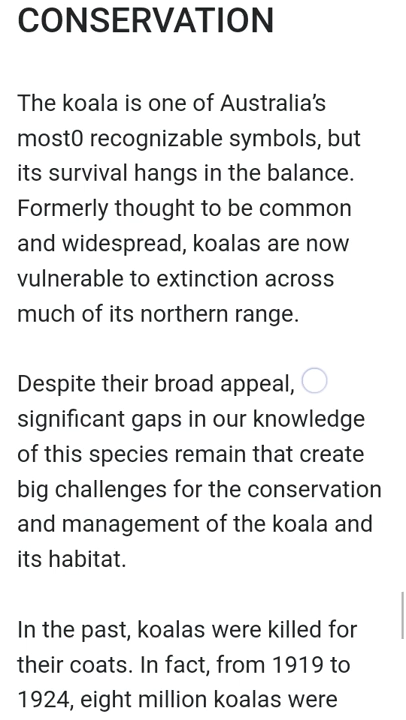 CONSERVATION
The koala is one of Australia’s
most0 recognizable symbols, but
its survival hangs in the balance.
Formerly thought to be common
and widespread, koalas are now
vulnerable to extinction across
much of its northern range.
Despite their broad appeal,
significant gaps in our knowledge
of this species remain that create
big challenges for the conservation
and management of the koala and
its habitat.
In the past, koalas were killed for
their coats. In fact, from 1919 to
1924, eight million koalas were